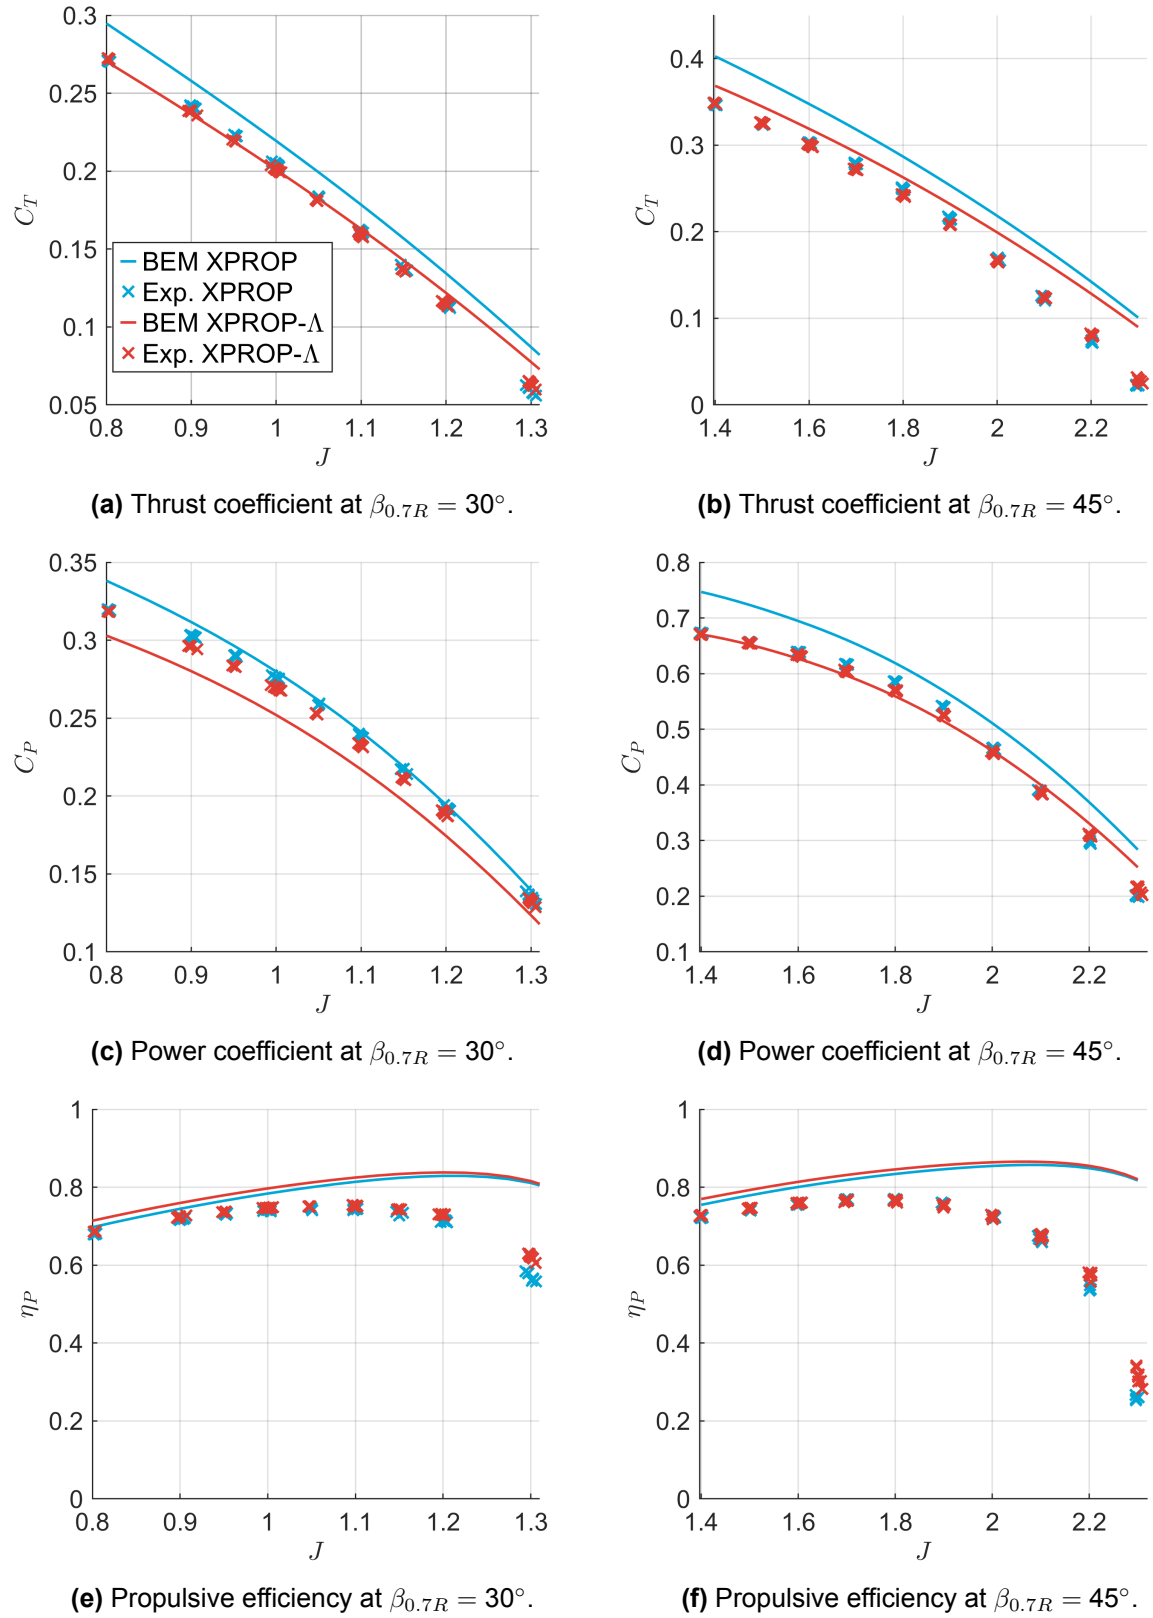 0.3
0.25
0.2
0.15
0.1
0.05
C_T
BEM XPROP
Exp. XPROP
BEM XPROP-Λ
Exp. XPROP-Λ
0.8 0.9 1 1.1 1.2 1.3
J
(a) Thrust coefficient at β0.7R = 30°.
0.4
0.3
0.2
0.1
0
C_T
1.4 1.6 1.8 2 2.2
J
(b) Thrust coefficient at β0.7R = 45°.
0.35
0.3
0.25
0.2
0.15
0.1
C_P
0.8 0.9 1 1.1 1.2 1.3
J
(c) Power coefficient at β0.7R = 30°.
0.8
0.7
0.6
0.5
0.4
0.3
0.2
0.1
C_P
1.4 1.6 1.8 2 2.2
J
(d) Power coefficient at β0.7R = 45°.
1
0.8
0.6
0.4
0.2
0
η_P
0.8 0.9 1 1.1 1.2 1.3
J
(e) Propulsive efficiency at β0.7R = 30°.
1
0.8
0.6
0.4
0.2
0
η_P
1.4 1.6 1.8 2 2.2
J
(f) Propulsive efficiency at β0.7R = 45°.